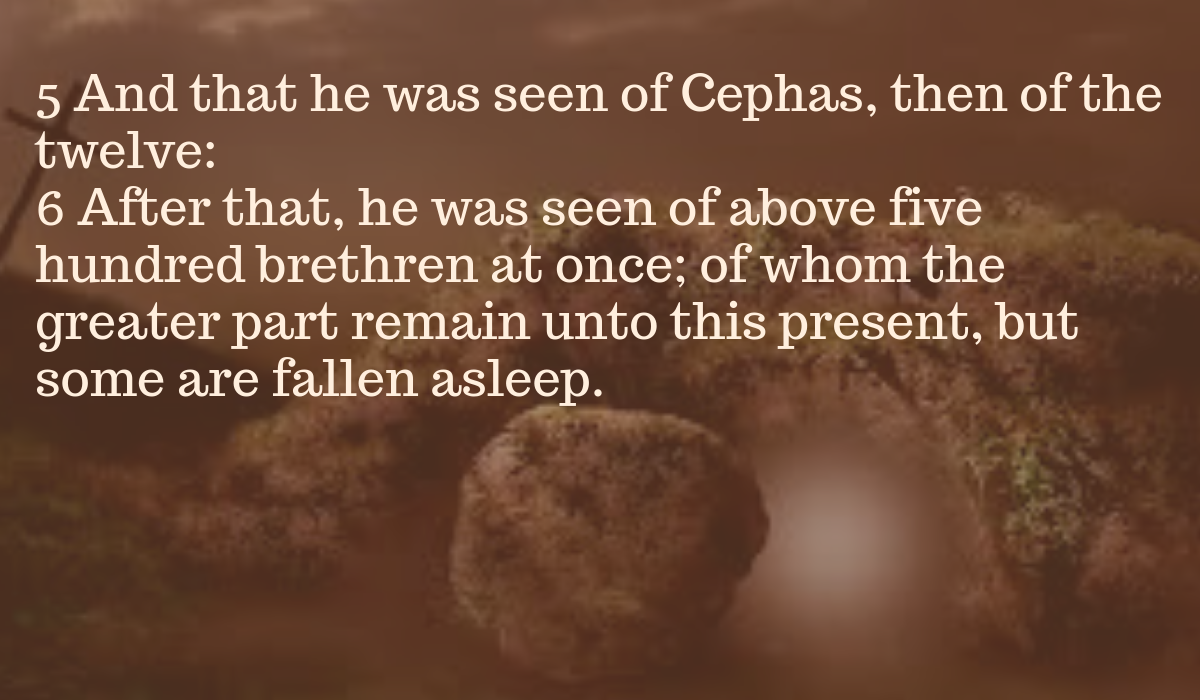 5 And that he was seen of Cephas, then of the
twelve:
6 After that, he was seen of above five
hundred brethren at once; of whom the
greater part remain unto this present, but
some are fallen asleep.